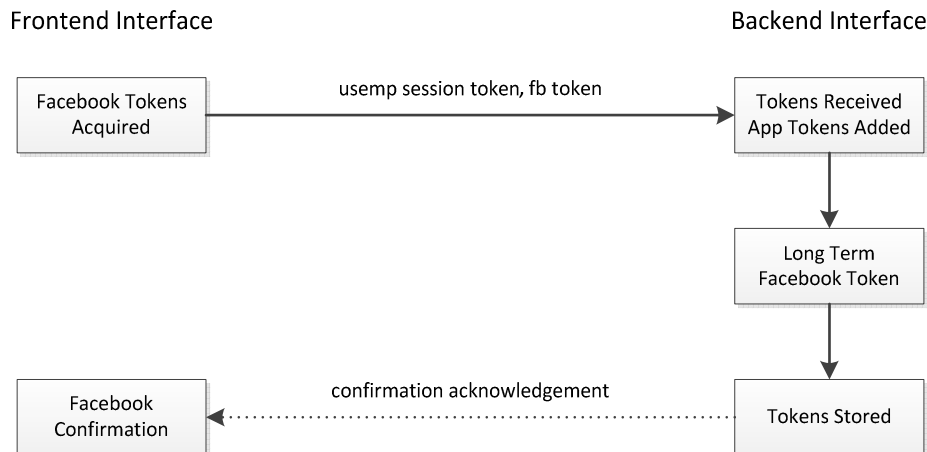 Frontend Interface
Backend Interface
Facebook Tokens
Acquired
usemp session token, fb token
Tokens Received
App Tokens Added
Long Term
Facebook Token
Facebook
Confirmation
confirmation acknowledgement
Tokens Stored